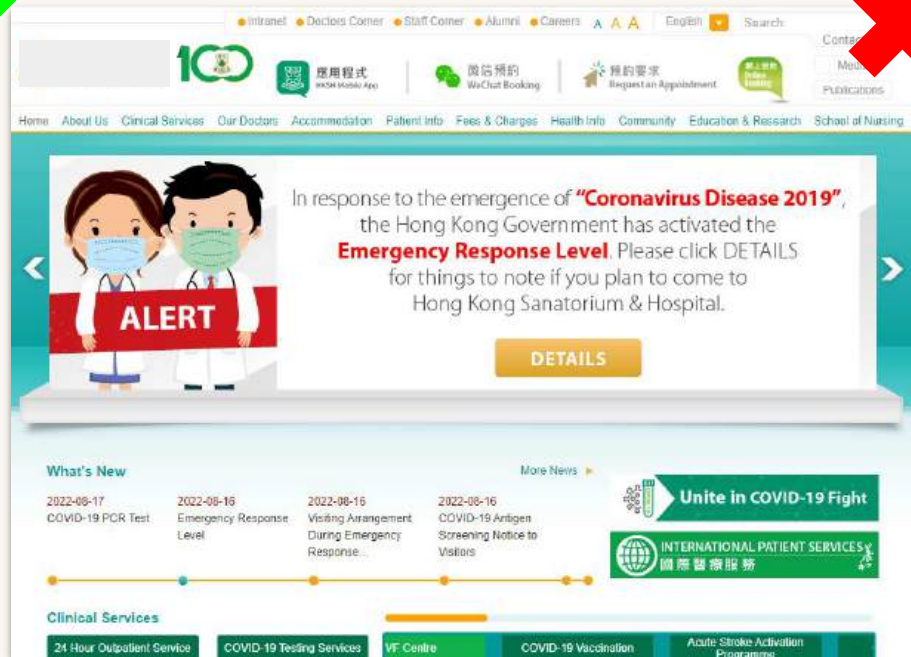 Intranet Doctors Corner Staff Corner Alumni Careers A A A English Search
100
應用程式
HKSH Mobile App
微信預約
WeChat Booking
預約要求
Request an Appointment
Online Booking
Publications
Home About Us Clinical Services Our Doctors Accommodation Patient Info Fees & Charges Health Info Community Education & Research School of Nursing
ALERT
In response to the emergence of "Coronavirus Disease 2019",
the Hong Kong Government has activated the
Emergency Response Level. Please click DETAILS
for things to note if you plan to come to
Hong Kong Sanatorium & Hospital.
DETAILS
What's New
More News
2022-08-17
COVID-19 PCR Test
2022-08-16
Emergency Response
Level
2022-08-16
Visiting Arrangement
During Emergency
Response...
2022-08-16
COVID-19 Antigen
Screening Notice to
Visitors
Unite in COVID-19 Fight
INTERNATIONAL PATIENT SERVICES
國際醫療服務
Clinical Services
24 Hour Outpatient Service
COVID-19 Testing Services
VF Centre
COVID-19 Vaccination
Acute Stroke Activation
Programme